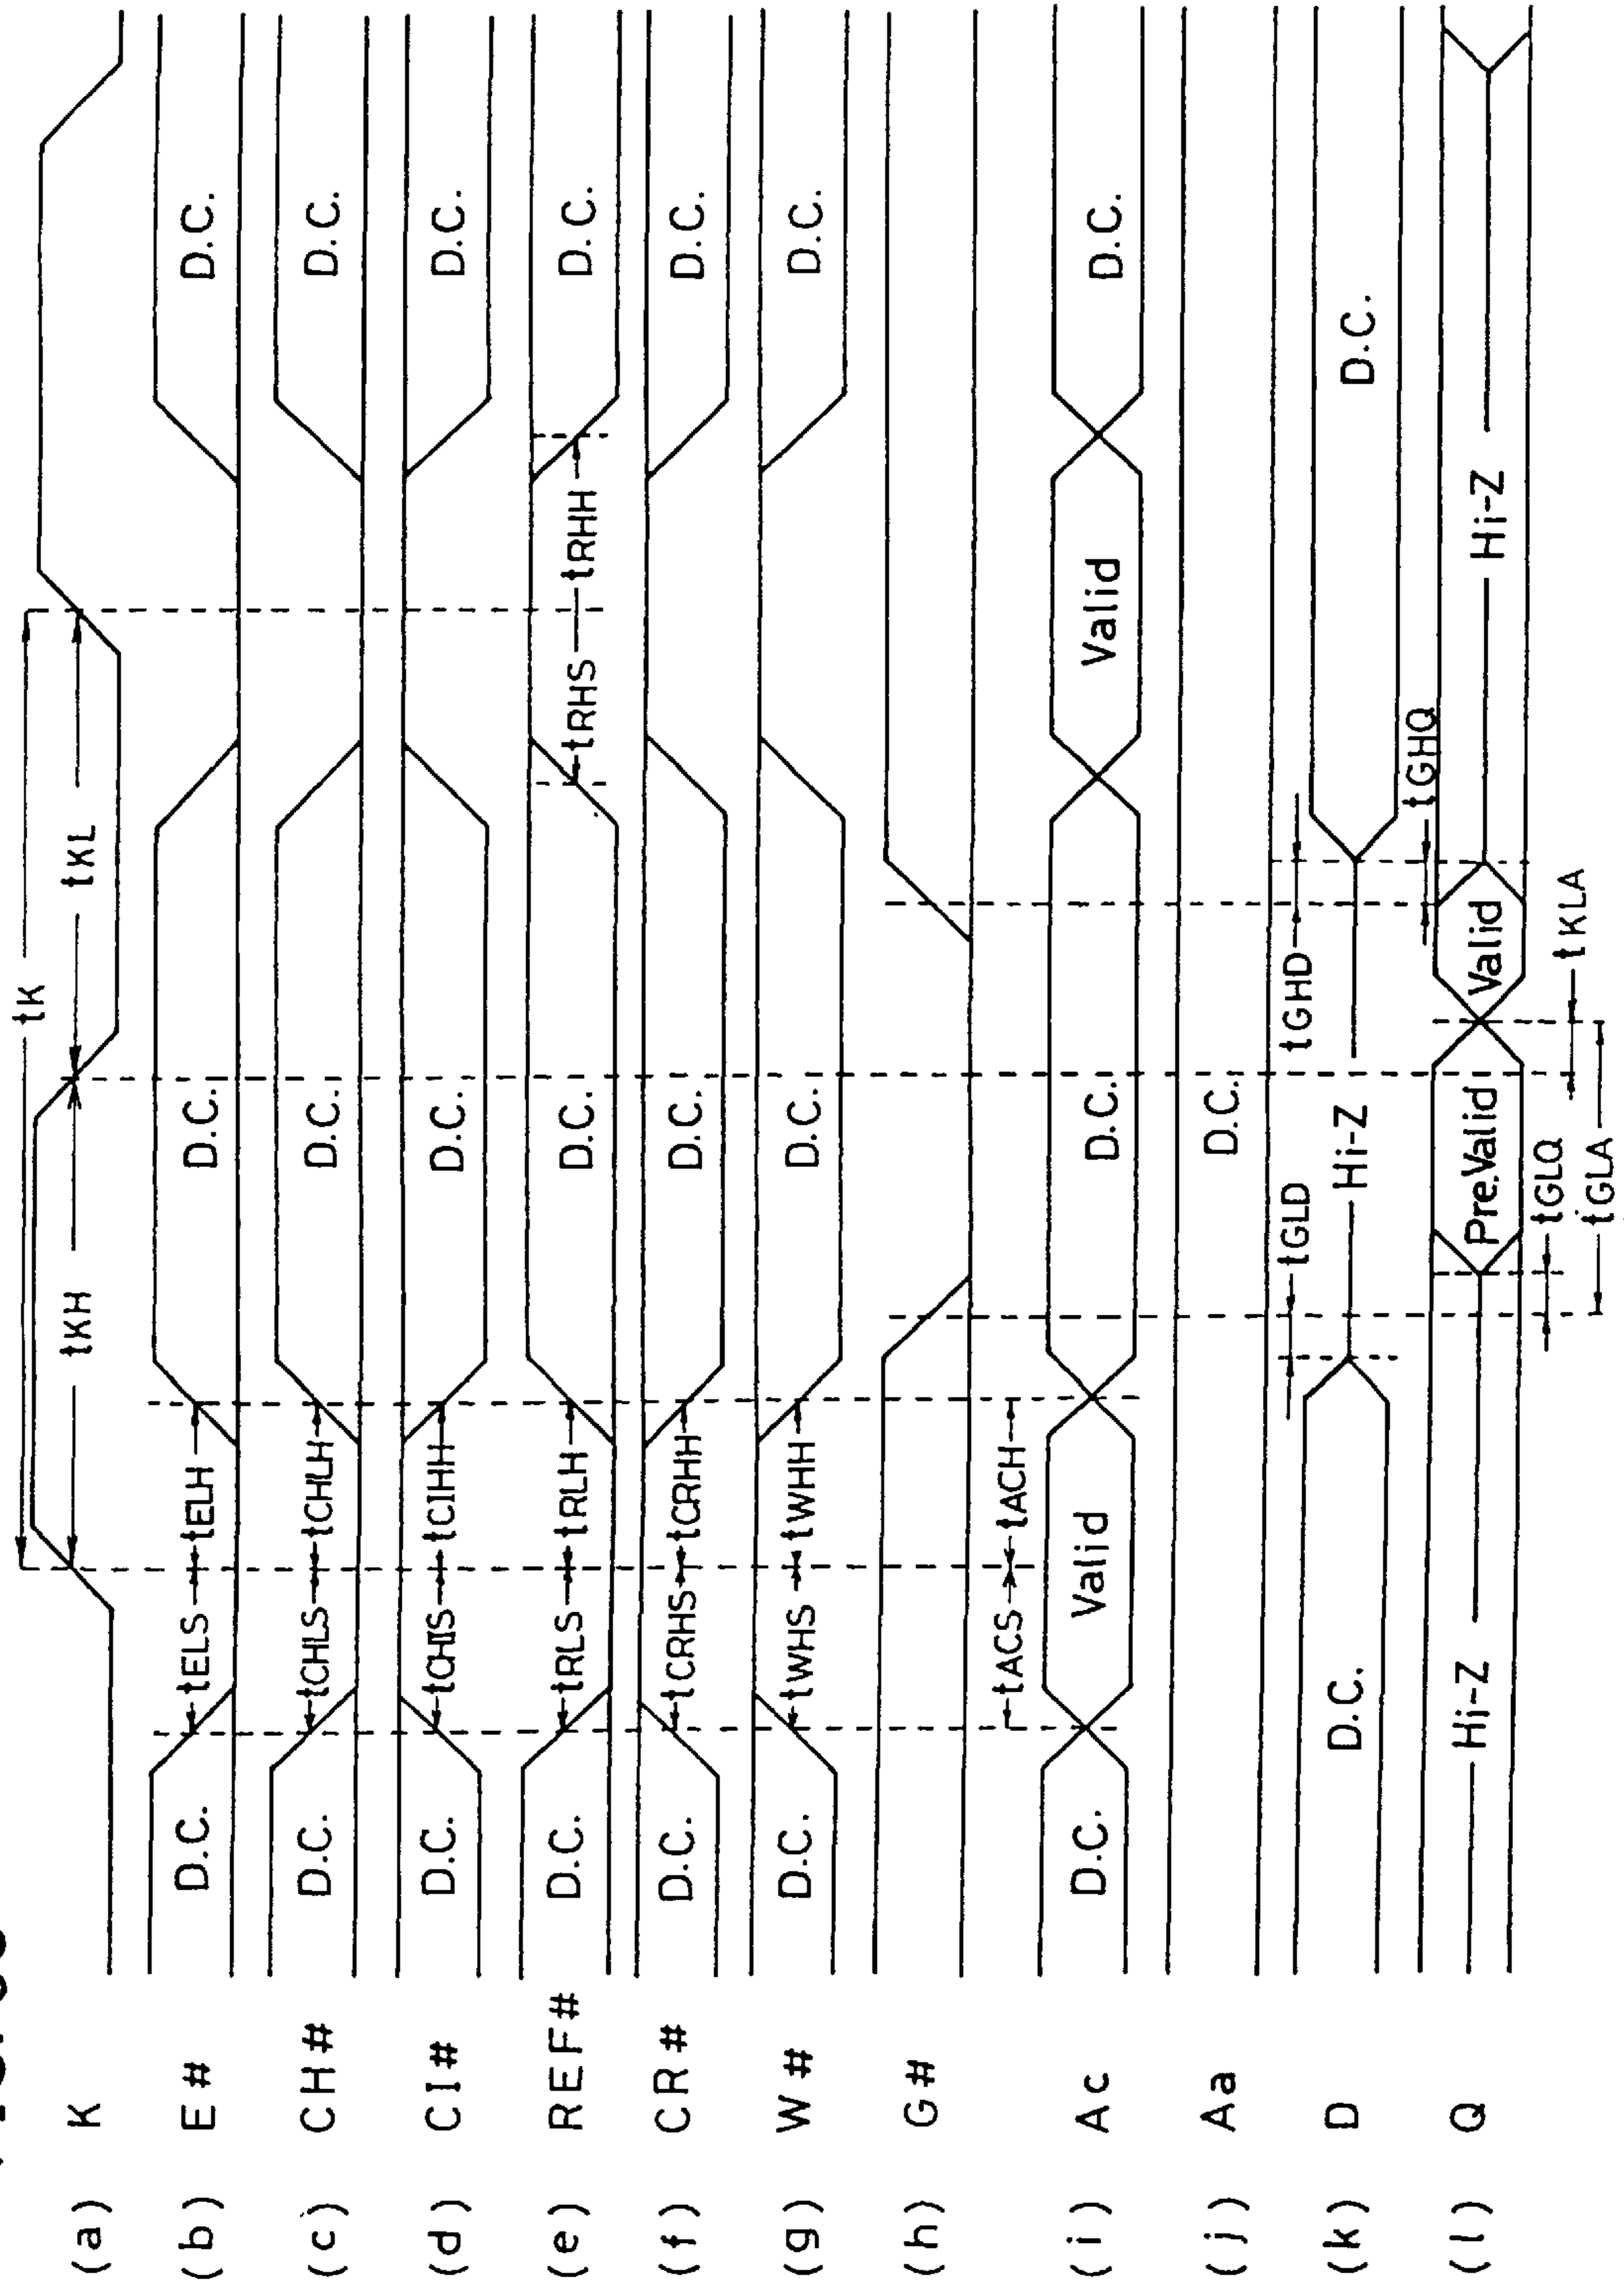 tK
tKH tKL
(a) K
(b) E# D.C. tELS tELH D.C. D.C.
(c) CH# D.C. tCHLS tCHLH D.C. D.C.
(d) CI# D.C. tCHIS tCIHH D.C. D.C.
(e) REF# D.C. tRLS tRLH D.C. tRHS tRHH D.C.
(f) CR# D.C. tCRHS tCRHH D.C. D.C.
(g) W# D.C. tWHS tWHH D.C. D.C.
(h) G#
tACS tACH
(i) Ac D.C. Valid D.C. Valid D.C.
(j) Aa D.C.
tGLD tGHD
(k) D D.C. Hi-Z D.C.
tGHQ
(l) Q Hi-Z Pre.Valid Valid Hi-Z
tGLQ tKLA
tGLA